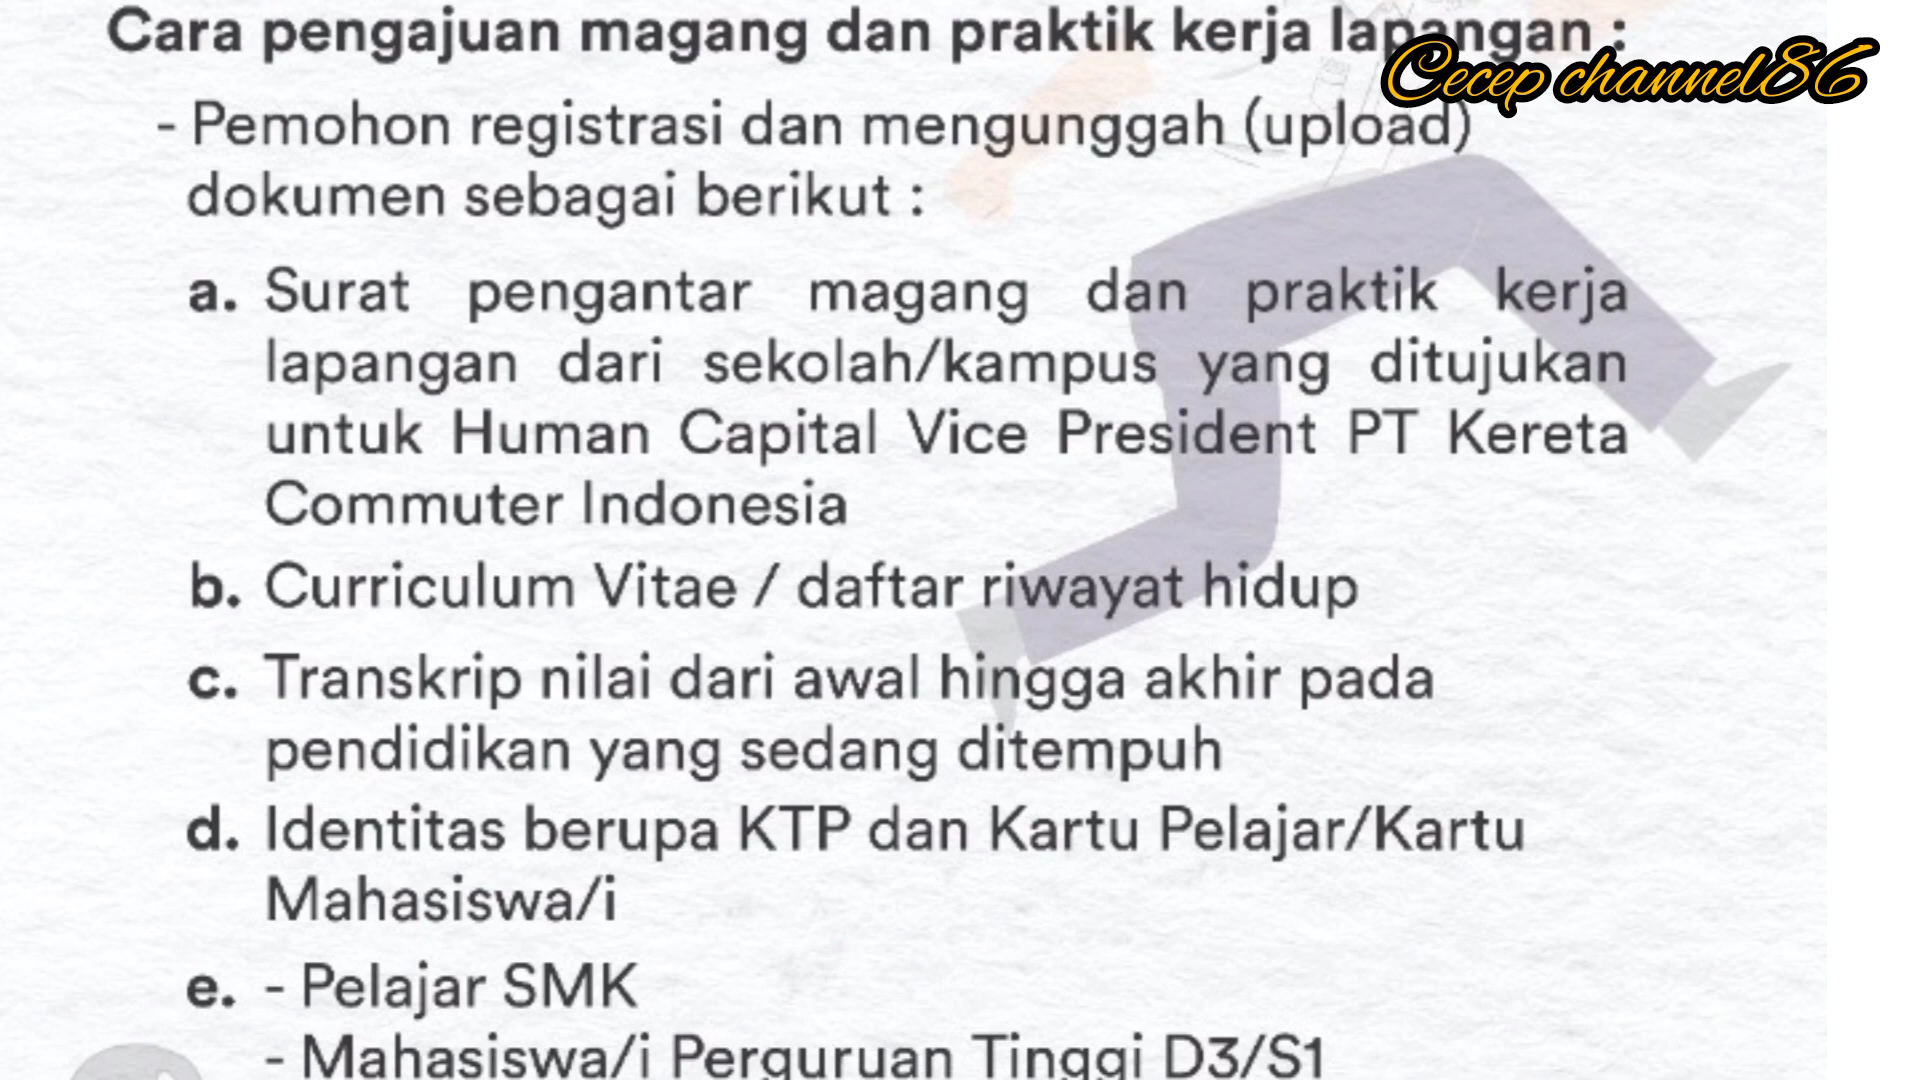 Cara pengajuan magang dan praktik kerja lapangan :
Cecep channel86
- Pemohon registrasi dan mengunggah (upload)
dokumen sebagai berikut :
a. Surat pengantar magang dan praktik kerja
lapangan dari sekolah/kampus yang ditujukan
untuk Human Capital Vice President PT Kereta
Commuter Indonesia
b. Curriculum Vitae / daftar riwayat hidup
c. Transkrip nilai dari awal hingga akhir pada
pendidikan yang sedang ditempuh
d. Identitas berupa KTP dan Kartu Pelajar/Kartu
Mahasiswa/i
e. - Pelajar SMK
- Mahasiswa/i Perguruan Tinggi D3/S1